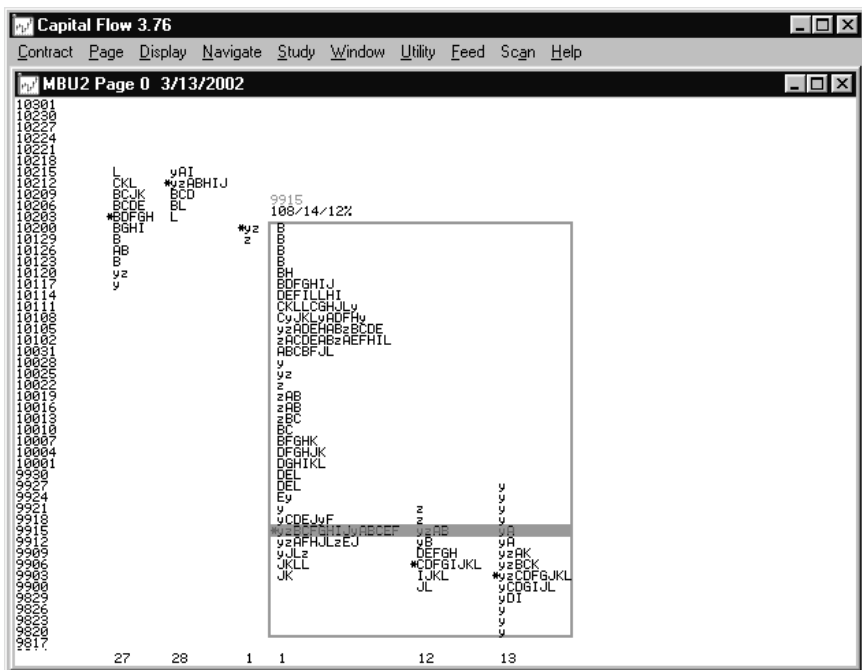 Capital Flow 3.76
Contract Page Display Navigate Study Window Utility Feed Scan Help
MBU2 Page 0 3/13/2002
10301
10230
10227
10224
10221
10218
10215 L yAI
10212 CKL *yzABHIJ
10209 BCJK BCD
10206 BCDE BL 9915
10203 *BDFGH L 108/14/12%
10200 BGHI *yz B
10129 B z B
10126 AB B
10123 B B
10120 yz BH
10117 y BDFGHIJ
10114 DEFILLHI
10111 CKLLCGHJLy
10108 CyJKLyADFHy
10105 yzADEHABzBCDE
10102 zACDEABzAEFHIL
10031 ABCBFJL
10028 y
10025 yz
10022 z
10019 zAB
10016 zAB
10013 zBC
10010 BC
10007 BFGHK
10004 DFGHJK
10001 DGHIKL
9930 DEL
9927 DEL y
9924 Ey y
9921 y z y
9918 yCDEJyF z y
9915 *yzBCFGHIJyABCEF yzAB yA
9912 yzAFHJLzEJ yB yA
9909 yJLz DEFGH yzAK
9906 JKLL *CDFGIJKL yzBCK
9903 JK IJKL *yzCDFGJKL
9900 JL yCDGIJL
9829 yDI
9826 y
9823 y
9820 y
9817
27 28 1 1 12 13